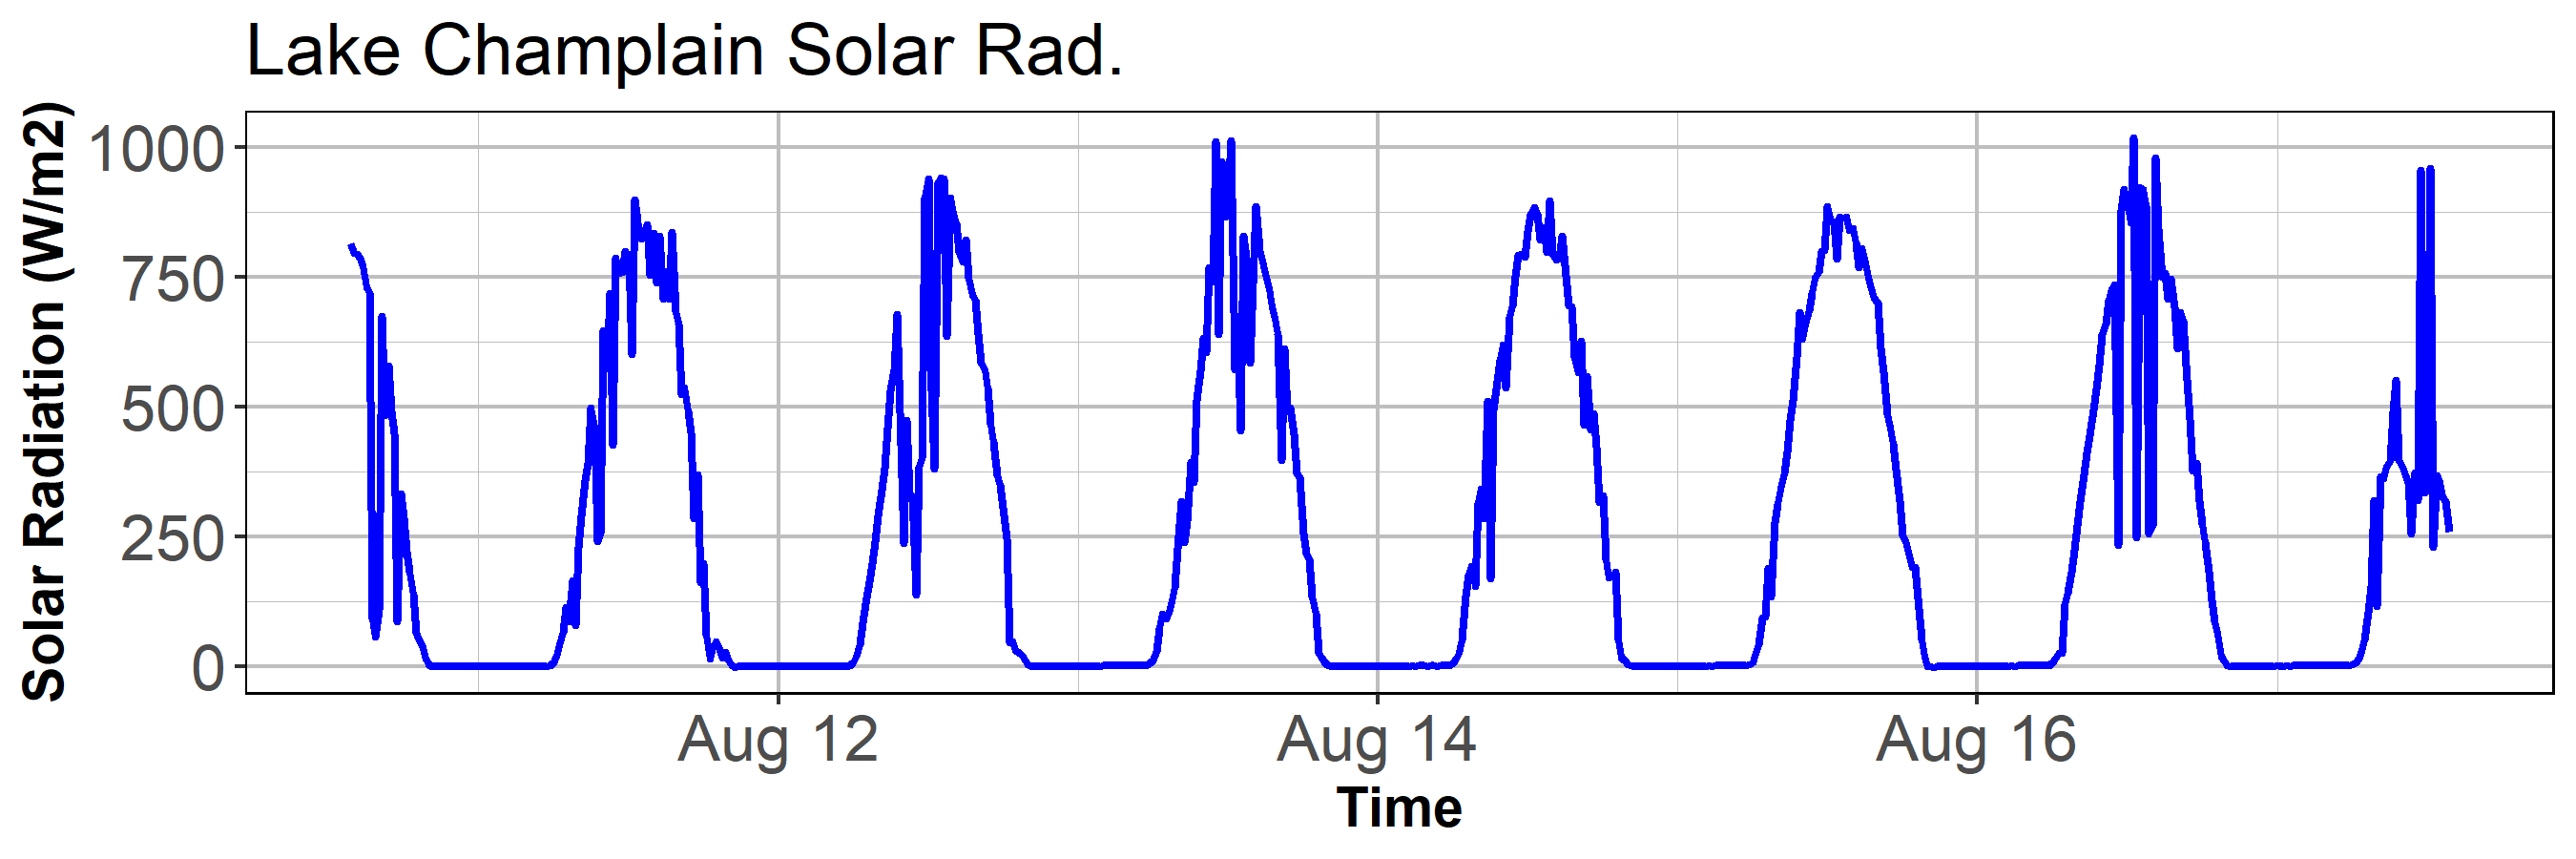 Lake Champlain Solar Rad.
Solar Radiation (W/m2)
1000
750
500
250
0
Aug 12
Aug 14
Aug 16
Time